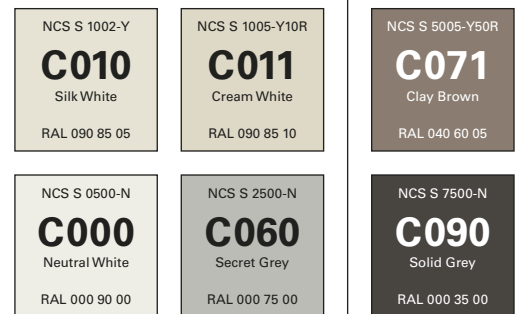 NCS S 1002-Y
C010
Silk White
RAL 090 85 05
NCS S 1005-Y10R
C011
Cream White
RAL 090 85 10
NCS S 5005-Y50R
C071
Clay Brown
RAL 040 60 05
NCS S 0500-N
C000
Neutral White
RAL 000 90 00
NCS S 2500-N
C060
Secret Grey
RAL 000 75 00
NCS S 7500-N
C090
Solid Grey
RAL 000 35 00